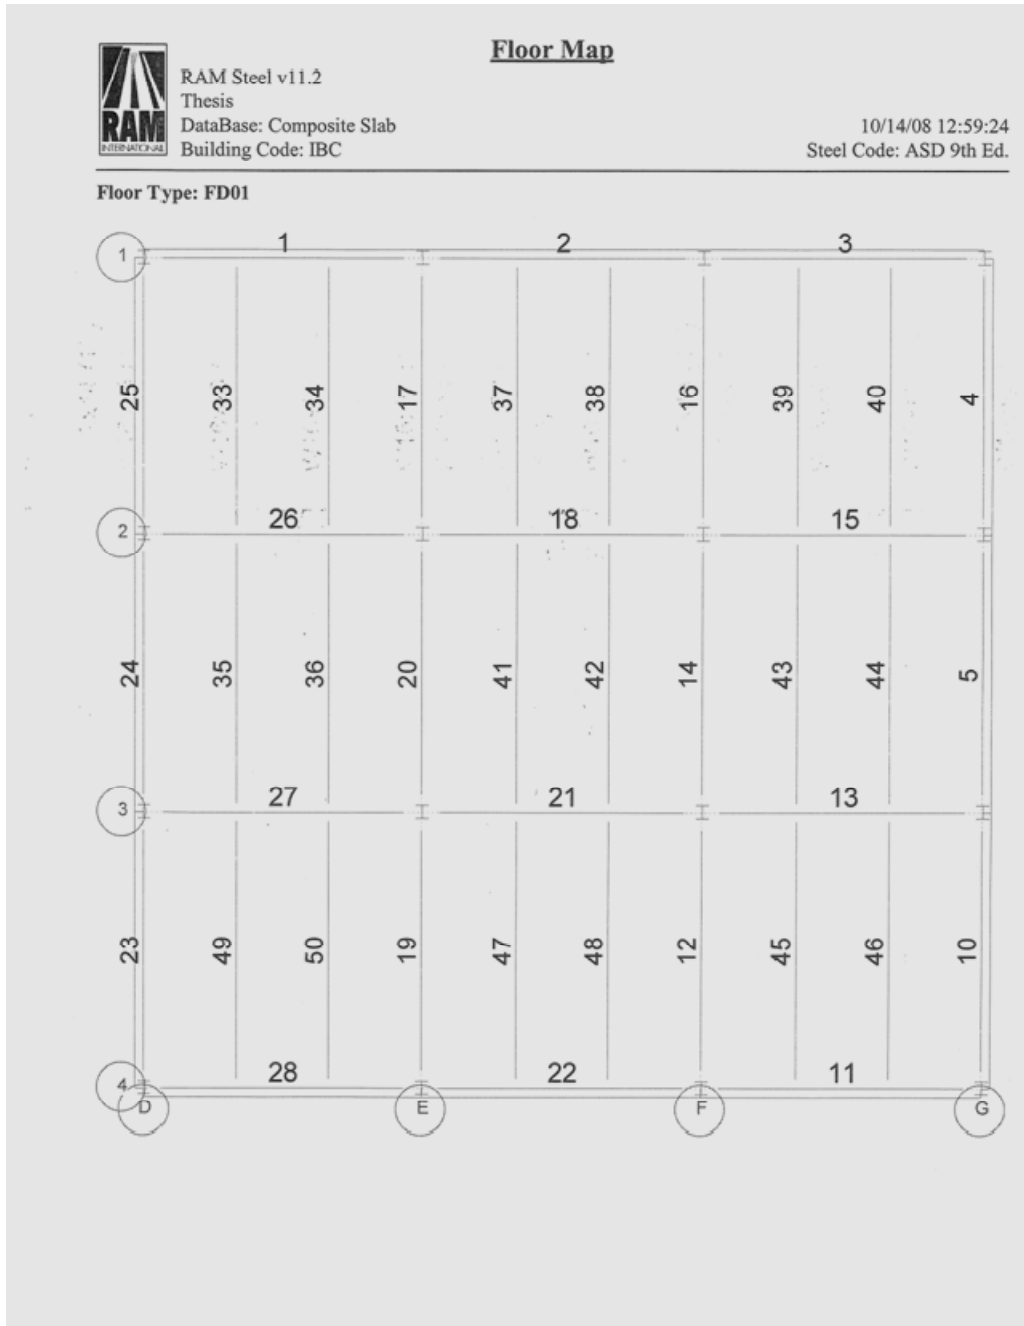 Floor Map
RAM
INTERNATIONAL
RAM Steel v11.2
Thesis
DataBase: Composite Slab
Building Code: IBC
10/14/08 12:59:24
Steel Code: ASD 9th Ed.
Floor Type: FD01
1 1 2 3
25 33 34 17 37 38 16 39 40 4
2 26 18 15
24 35 36 20 41 42 14 43 44 5
3 27 21 13
23 49 50 19 47 48 12 45 46 10
4 28 22 11
D E F G